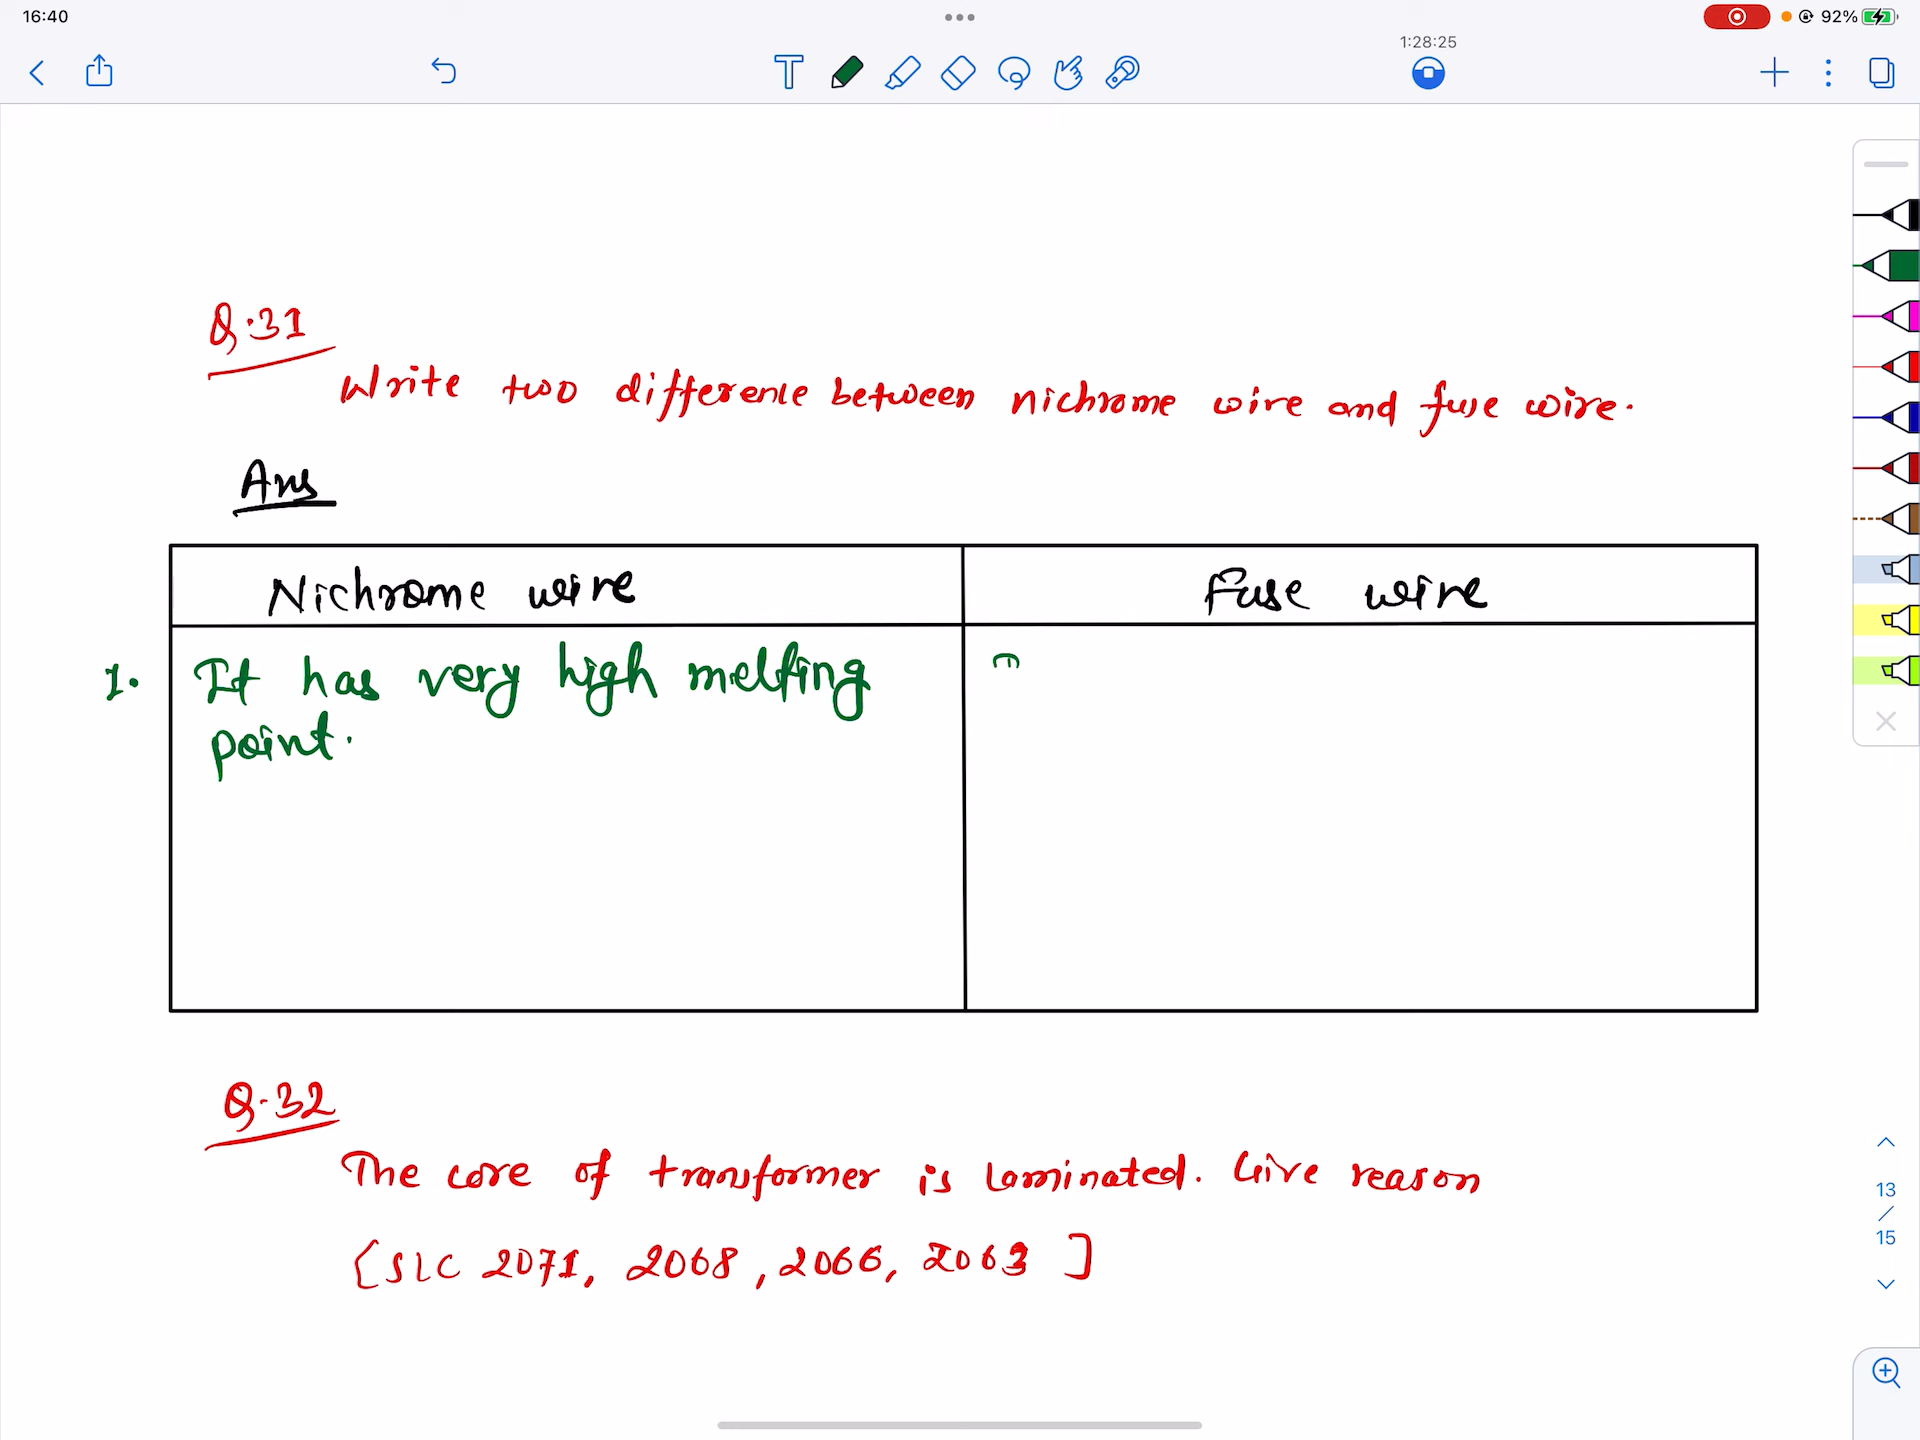 16:40
92%
1:28:25
Q.31
Write two difference between nichrome wire and fuse wire.
Ans
Nichrome wire
Fuse wire
1. It has very high melting
point.
Q.32
The core of transformer is laminated. Give reason
[SLC 2071, 2068, 2066, 2063]
13
/
15